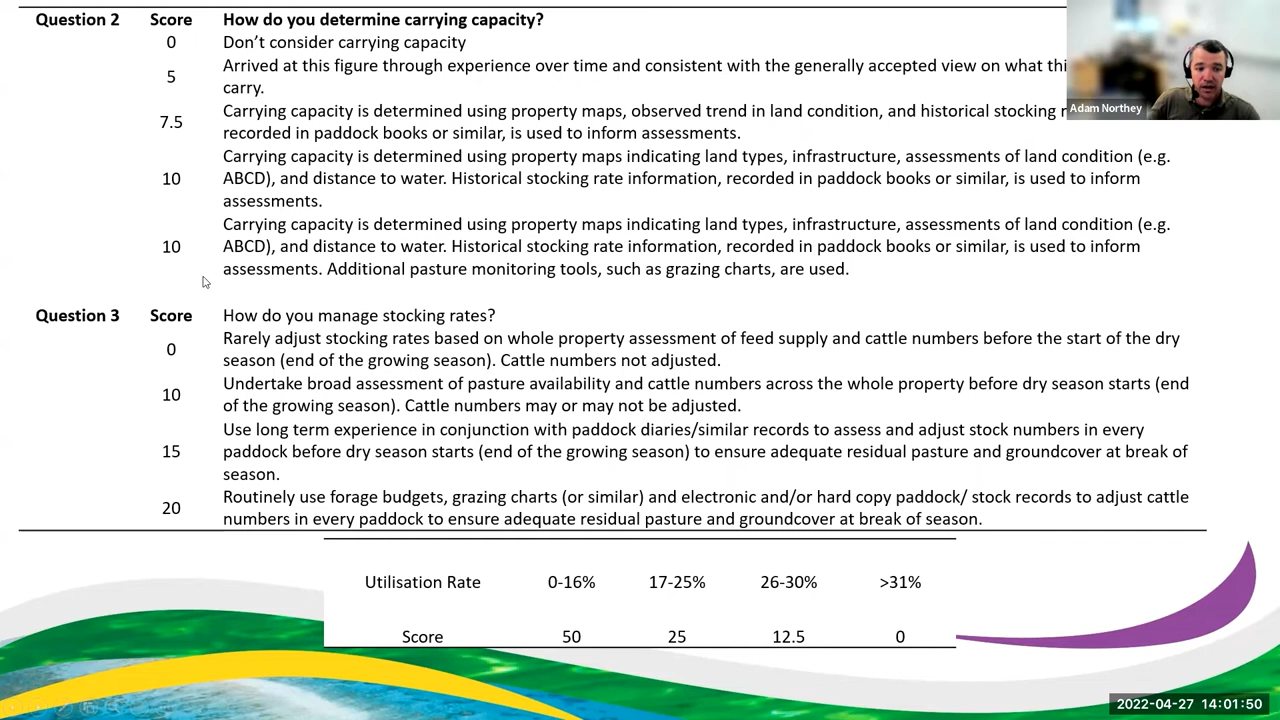 Question 2 Score How do you determine carrying capacity?
0 Don’t consider carrying capacity
5 Arrived at this figure through experience over time and consistent with the generally accepted view on what
carry.
7.5 Carrying capacity is determined using property maps, observed trend in land condition, and historical stocking
recorded in paddock books or similar, is used to inform assessments.
Carrying capacity is determined using property maps indicating land types, infrastructure, assessments of land condition (e.g.
10 ABCD), and distance to water. Historical stocking rate information, recorded in paddock books or similar, is used to inform
assessments.
Carrying capacity is determined using property maps indicating land types, infrastructure, assessments of land condition (e.g.
10 ABCD), and distance to water. Historical stocking rate information, recorded in paddock books or similar, is used to inform
assessments. Additional pasture monitoring tools, such as grazing charts, are used.
Question 3 Score How do you manage stocking rates?
0 Rarely adjust stocking rates based on whole property assessment of feed supply and cattle numbers before the start of the dry
season (end of the growing season). Cattle numbers not adjusted.
10 Undertake broad assessment of pasture availability and cattle numbers across the whole property before dry season starts (end
of the growing season). Cattle numbers may or may not be adjusted.
Use long term experience in conjunction with paddock diaries/similar records to assess and adjust stock numbers in every
15 paddock before dry season starts (end of the growing season) to ensure adequate residual pasture and groundcover at break of
season.
20 Routinely use forage budgets, grazing charts (or similar) and electronic and/or hard copy paddock/ stock records to adjust cattle
numbers in every paddock to ensure adequate residual pasture and groundcover at break of season.
Utilisation Rate 0-16% 17-25% 26-30% >31%
Score 50 25 12.5 0
Adam Northey
2022-04-27 14:01:50